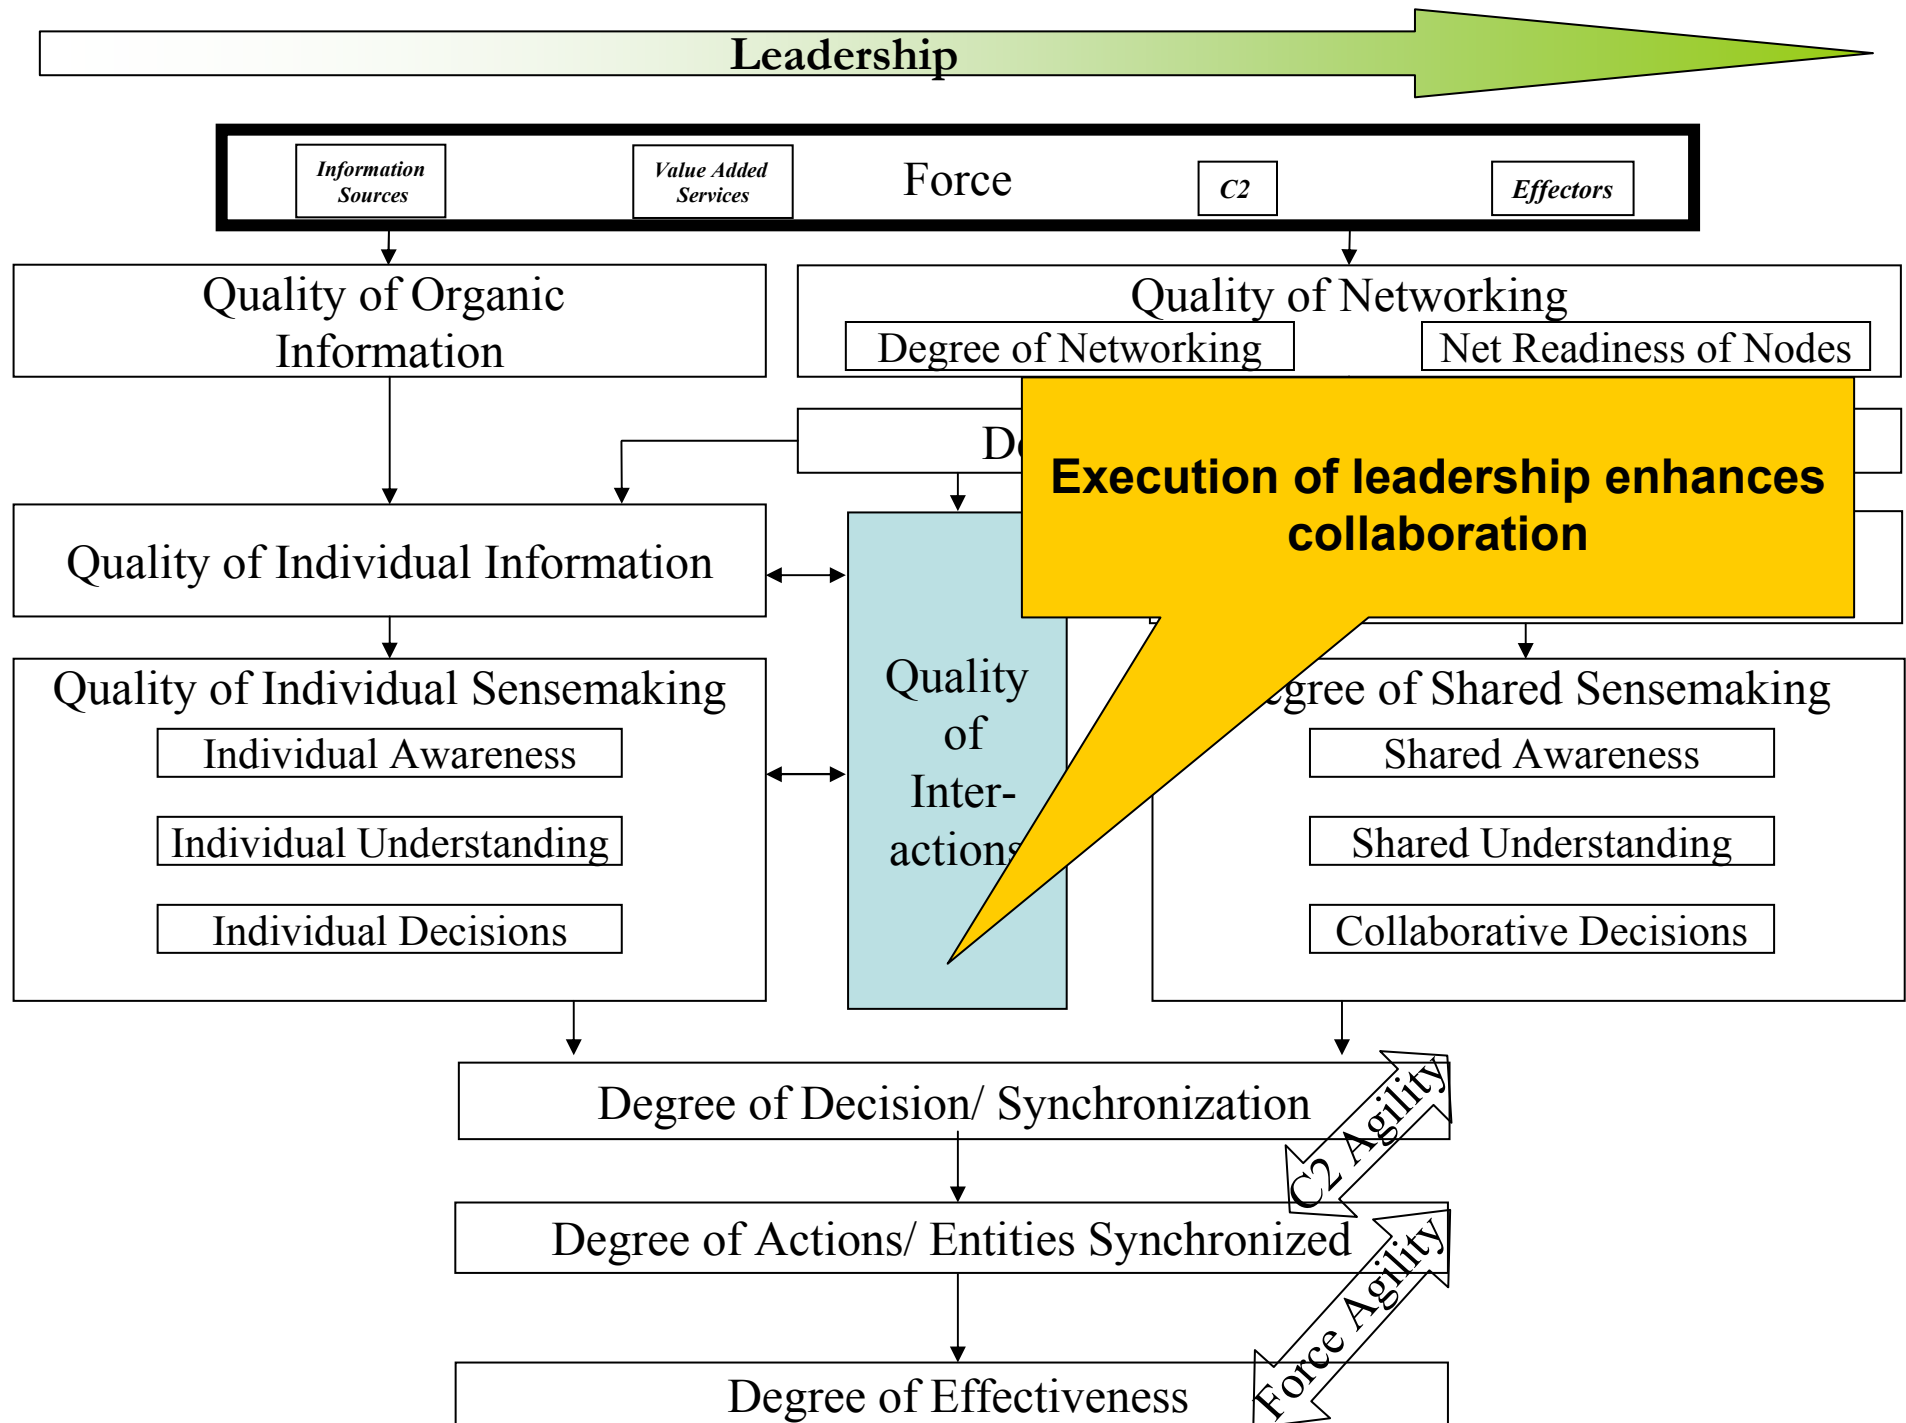 Leadership
Information
Sources
Value Added
Services
Force
C2
Effectors
Quality of Organic
Information
Quality of Networking
Degree of Networking
Net Readiness of Nodes
Execution of leadership enhances
collaboration
Quality of Individual Information
Quality of Individual Sensemaking
Individual Awareness
Individual Understanding
Individual Decisions
Quality
of
Inter-
actions
of Shared Sensemaking
Shared Awareness
Shared Understanding
Collaborative Decisions
Degree of Decision/ Synchronization
C2 Agility
Degree of Actions/ Entities Synchronized
Force Agility
Degree of Effectiveness